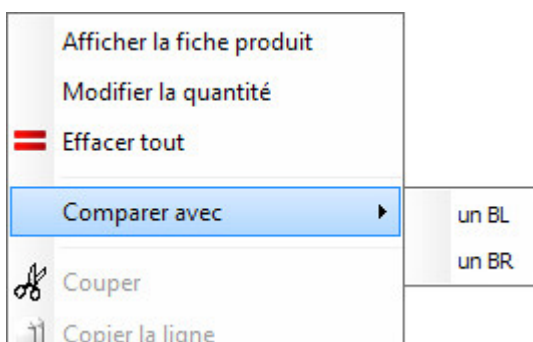 Afficher la fiche produit
Modifier la quantité
Effacer tout
Comparer avec
un BL
un BR
Couper
Copier la ligne